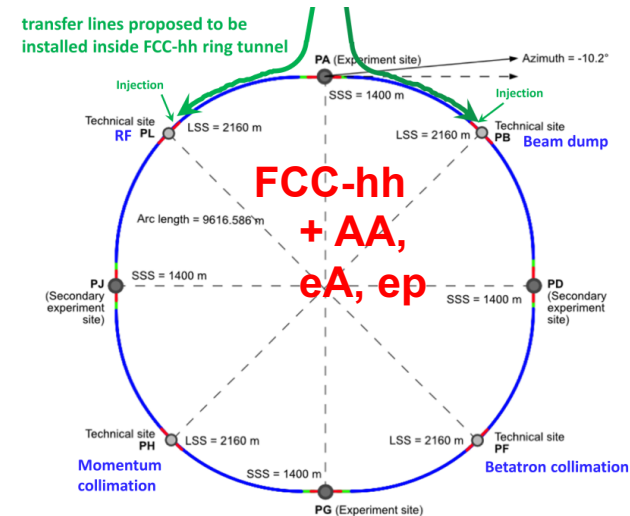 transfer lines proposed to be
installed inside FCC-hh ring tunnel
PA (Experiment site)
Azimuth = -10.2°
Injection
SSS = 1400 m
Injection
Technical site
RF PL
LSS = 2160 m
LSS = 2160 m
Technical site
PB
Beam dump
FCC-hh
+ AA,
eA, ep
Arc length = 9616.586 m
PJ
(Secondary
experiment
site)
SSS = 1400 m
SSS = 1400 m
PD
(Secondary
experiment
site)
Technical site
PH
LSS = 2160 m
Momentum
collimation
LSS = 2160 m
Technical site
PF
Betatron collimation
SSS = 1400 m
PG (Experiment site)